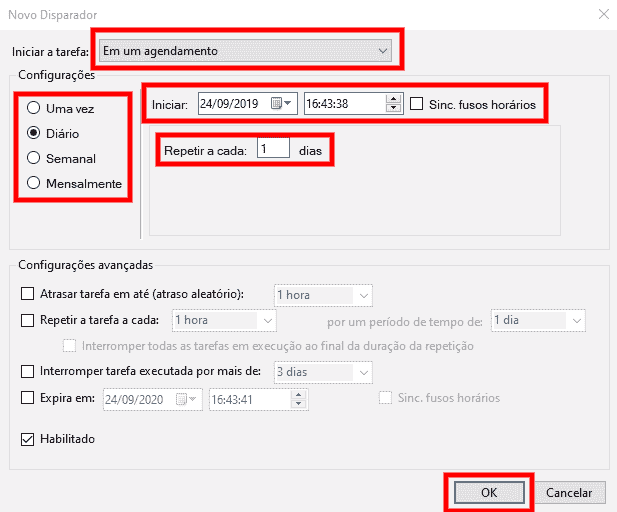 Novo Disparador
Iniciar a tarefa: Em um agendamento
Configurações
Uma vez
Diário
Semanal
Mensalmente
Iniciar: 24/09/2019 16:43:38 Sinc. fusos horários
Repetir a cada: 1 dias
Configurações avançadas
Atrasar tarefa em até (atraso aleatório): 1 hora
Repetir a tarefa a cada: 1 hora por um período de tempo de: 1 dia
Interromper todas as tarefas em execução ao final da duração da repetição
Interromper tarefa executada por mais de: 3 dias
Expira em: 24/09/2020 16:43:41 Sinc. fusos horários
Habilitado
OK Cancelar